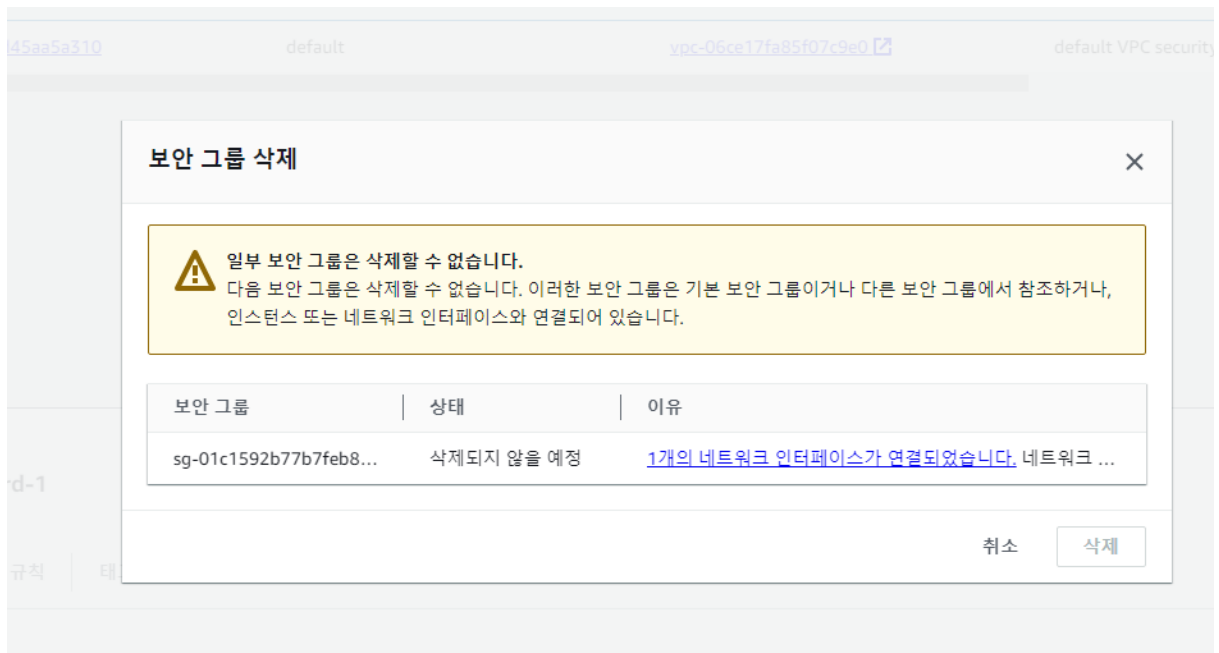 445aa5a310 default vpc-06ce17fa85f07c9e0 default VPC security
보안 그룹 삭제
일부 보안 그룹은 삭제할 수 없습니다.
다음 보안 그룹은 삭제할 수 없습니다. 이러한 보안 그룹은 기본 보안 그룹이거나 다른 보안 그룹에서 참조하거나,
인스턴스 또는 네트워크 인터페이스와 연결되어 있습니다.
보안 그룹 상태 이유
sg-01c1592b77b7feb8... 삭제되지 않을 예정 1개의 네트워크 인터페이스가 연결되었습니다. 네트워크 ...
rd-1
취소 삭제
규칙